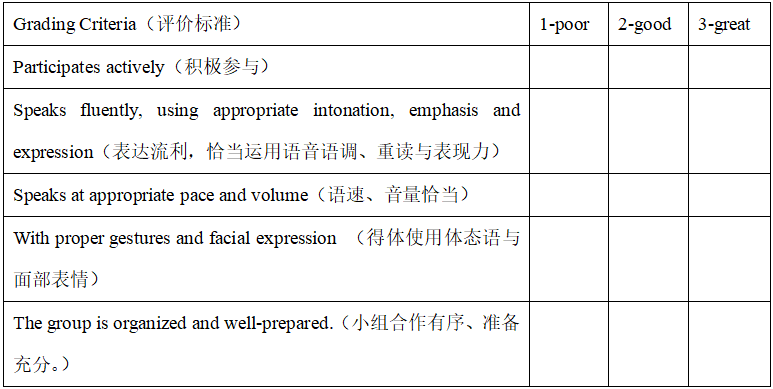 Grading Criteria（评价标准） 1-poor 2-good 3-great
Participates actively（积极参与）
Speaks fluently, using appropriate intonation, emphasis and
expression（表达流利，恰当运用语音语调、重读与表现力）
Speaks at appropriate pace and volume（语速、音量恰当）
With proper gestures and facial expression （得体使用体态语与
面部表情）
The group is organized and well-prepared.（小组合作有序、准备
充分。）